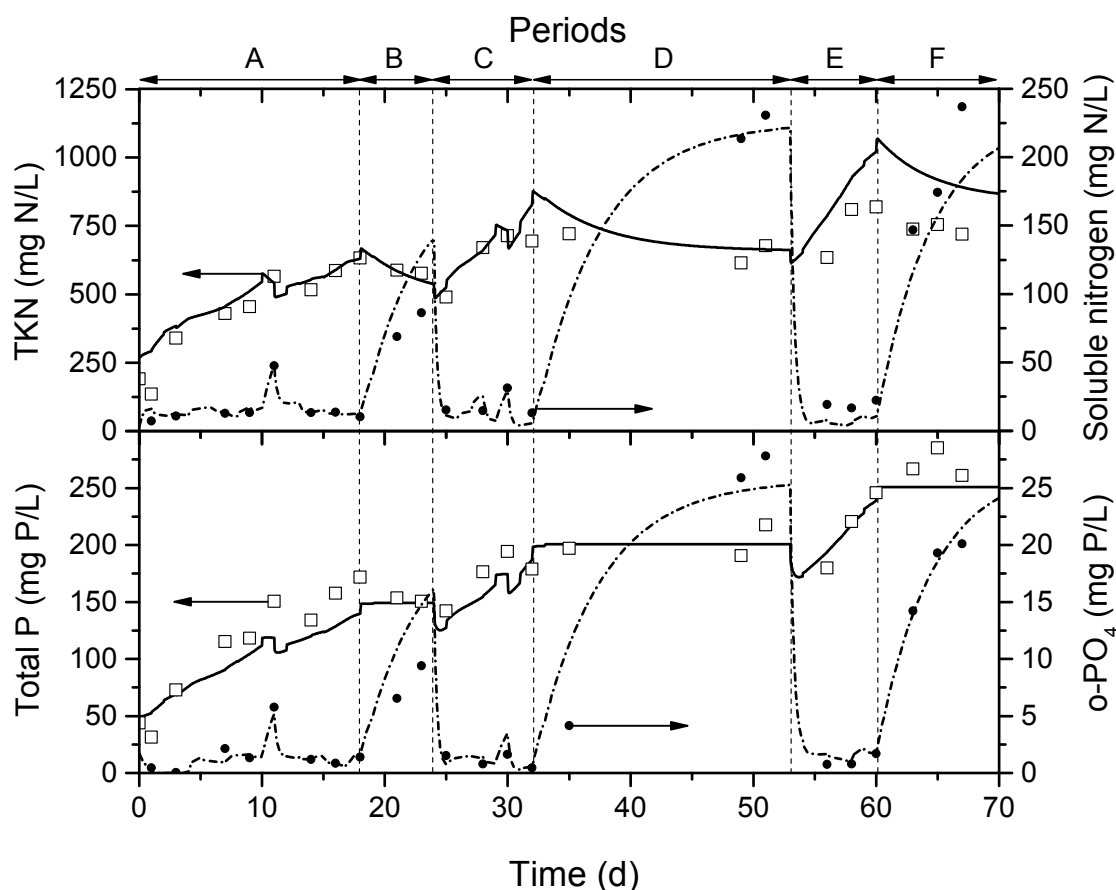 Periods
A B C D E F
1250 250
1000 200
750 150
500 100
250 50
0 0
TKN (mg N/L)
Soluble nitrogen (mg N/L)
250 25
200 20
150 15
100 10
50 5
0 0
Total P (mg P/L)
o-PO4 (mg P/L)
0 10 20 30 40 50 60 70
Time (d)